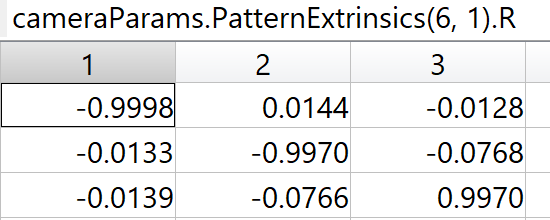 cameraParams.PatternExtrinsics(6, 1).R
1 2 3
-0.9998 0.0144 -0.0128
-0.0133 -0.9970 -0.0768
-0.0139 -0.0766 0.9970